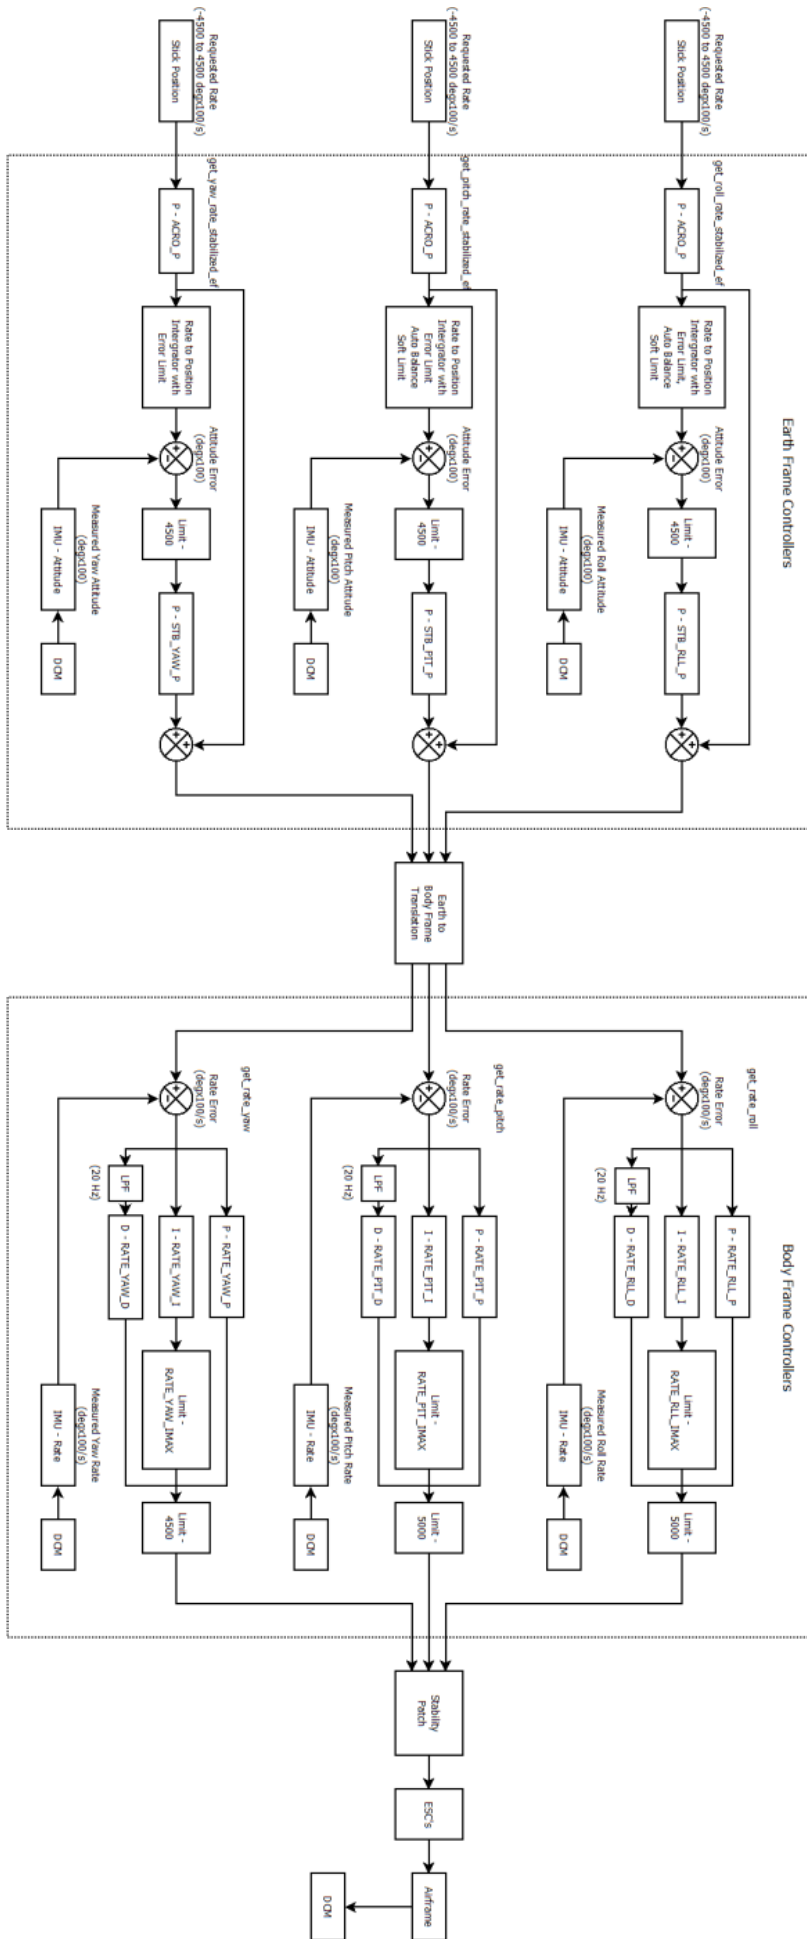 Earth Frame Controllers
Body Frame Controllers
Requested Rate
(-4500 to 4500 degx100/s)
Stick Position
get_roll_rate_stabilized_ef
P - ACRO_P
Rate to Position
Intergrator with
Error Limit,
Auto Balance
Soft Limit
Attitude Error
(degx100)
+
-
Limit -
4500
P - STB_RLL_P
+
+
Measured Roll Attitude
(degx100)
IMU - Attitude
DCM
get_rate_roll
Rate Error
(degx100/s)
+
-
P - RATE_RLL_P
I - RATE_RLL_I
LPF
(20 Hz)
D - RATE_RLL_D
Limit -
RATE_RLL_IMAX
Limit -
5000
Measured Roll Rate
(degx100/s)
IMU - Rate
DCM
Requested Rate
(-4500 to 4500 degx100/s)
Stick Position
get_pitch_rate_stabilized_ef
P - ACRO_P
Rate to Position
Intergrator with
Error Limit
Auto Balance
Soft Limit
Attitude Error
(degx100)
+
-
Limit -
4500
P - STB_PIT_P
+
+
Measured Pitch Attitude
(degx100)
IMU - Attitude
DCM
Earth to
Body Frame
Translation
get_rate_pitch
Rate Error
(degx100/s)
+
-
P - RATE_PIT_P
I - RATE_PIT_I
LPF
(20 Hz)
D - RATE_PIT_D
Limit -
RATE_PIT_IMAX
Limit -
5000
Measured Pitch Rate
(degx100/s)
IMU - Rate
DCM
Stability
Patch
ESC's
Airframe
DCM
Requested Rate
(-4500 to 4500 degx100/s)
Stick Position
get_yaw_rate_stabilized_ef
P - ACRO_P
Rate to Position
Intergrator with
Error Limit
Attitude Error
(degx100)
+
-
Limit -
4500
P - STB_YAW_P
+
+
Measured Yaw Attitude
(degx100)
IMU - Attitude
DCM
get_rate_yaw
Rate Error
(degx100/s)
+
-
P - RATE_YAW_P
I - RATE_YAW_I
LPF
(20 Hz)
D - RATE_YAW_D
Limit -
RATE_YAW_IMAX
Limit -
4500
Measured Yaw Rate
(degx100/s)
IMU - Rate
DCM